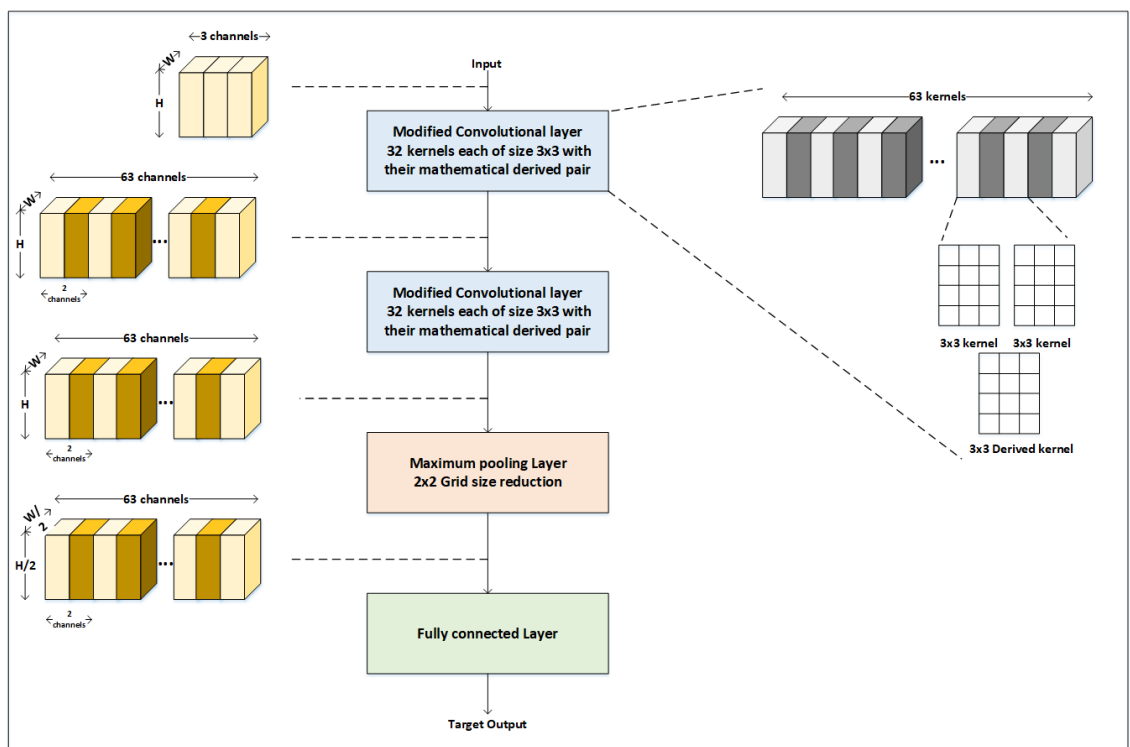 3 channels
W
H
Input
Modified Convolutional layer
32 kernels each of size 3x3 with
their mathematical derived pair
63 kernels
...
3x3 kernel
3x3 kernel
3x3 Derived kernel
63 channels
W
H
...
2
channels
Modified Convolutional layer
32 kernels each of size 3x3 with
their mathematical derived pair
63 channels
W
H
...
2
channels
Maximum pooling Layer
2x2 Grid size reduction
63 channels
W/
2
H/2
...
2
channels
Fully connected Layer
Target Output